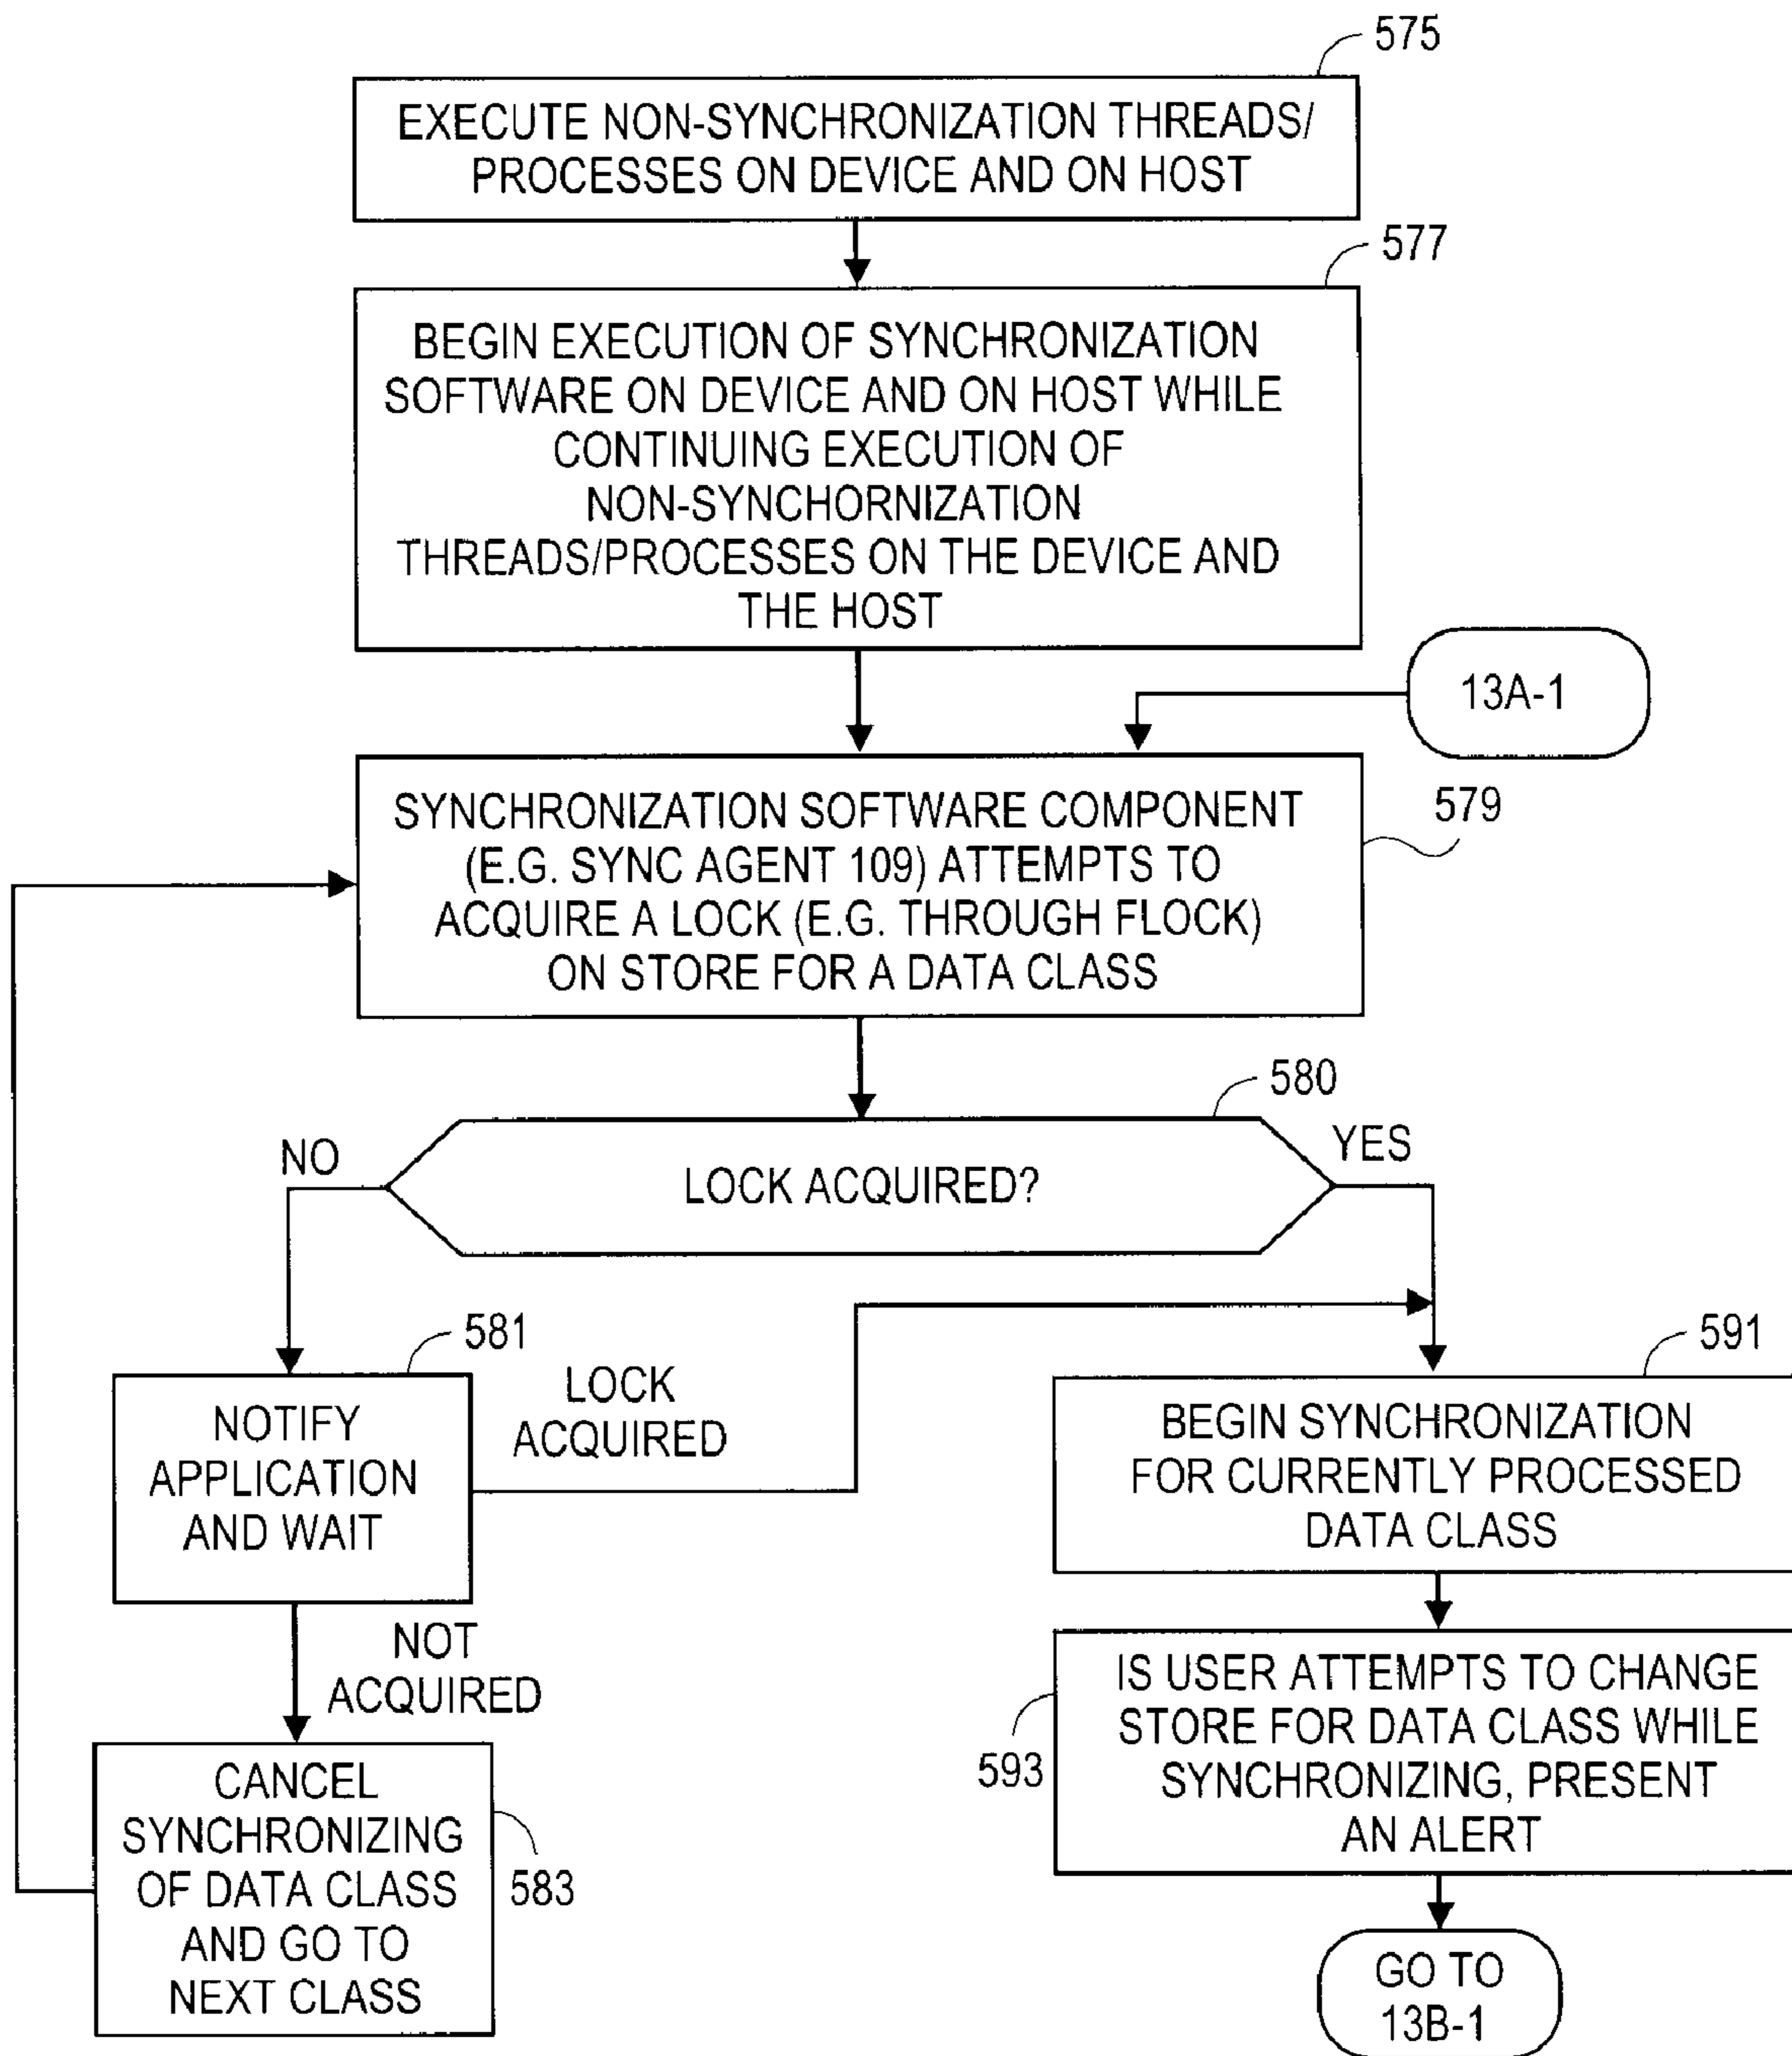 575
EXECUTE NON-SYNCHRONIZATION THREADS/
PROCESSES ON DEVICE AND ON HOST
577
BEGIN EXECUTION OF SYNCHRONIZATION
SOFTWARE ON DEVICE AND ON HOST WHILE
CONTINUING EXECUTION OF
NON-SYNCHORNIZATION
THREADS/PROCESSES ON THE DEVICE AND
THE HOST
13A-1
SYNCHRONIZATION SOFTWARE COMPONENT
(E.G. SYNC AGENT 109) ATTEMPTS TO
ACQUIRE A LOCK (E.G. THROUGH FLOCK)
ON STORE FOR A DATA CLASS
579
580
NO
LOCK ACQUIRED?
YES
581
NOTIFY
APPLICATION
AND WAIT
LOCK
ACQUIRED
591
BEGIN SYNCHRONIZATION
FOR CURRENTLY PROCESSED
DATA CLASS
NOT
ACQUIRED
IS USER ATTEMPTS TO CHANGE
STORE FOR DATA CLASS WHILE
SYNCHRONIZING, PRESENT
AN ALERT
593
CANCEL
SYNCHRONIZING
OF DATA CLASS
AND GO TO
NEXT CLASS
583
GO TO
13B-1